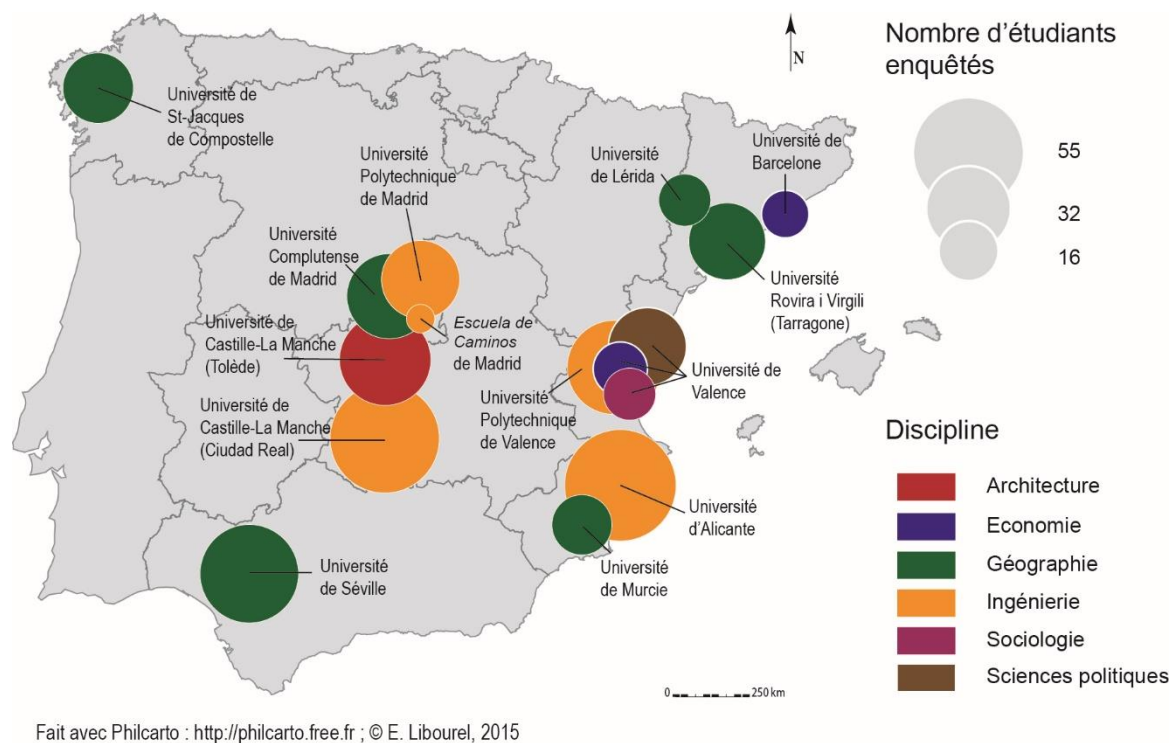 Université de
St-Jacques
de Compostelle
Université
Polytechnique
de Madrid
Université
de Lérida
Université de
Barcelone
Université
Complutense
de Madrid
Université
Rovira i Virgili
(Tarragone)
Université de
Castille-La Manche
(Tolède)
Escuela de
Caminos
de Madrid
Université de
Valence
Université
Polytechnique
de Valence
Université de
Castille-La Manche
(Ciudad Real)
Université
d'Alicante
Université
de Murcie
Université
de Séville
N
Nombre d'étudiants
enquêtés
55
32
16
Discipline
Architecture
Economie
Géographie
Ingénierie
Sociologie
Sciences politiques
0 250 km
Fait avec Philcarto : http://philcarto.free.fr ; © E. Libourel, 2015